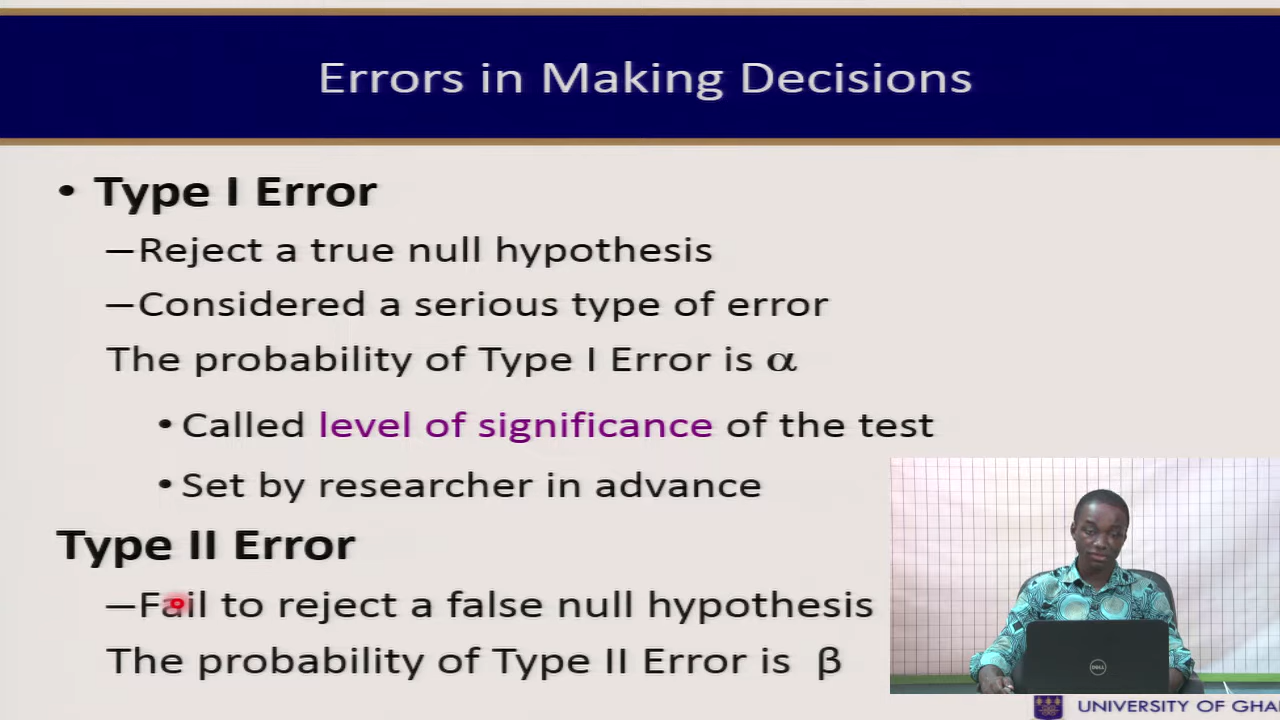 Errors in Making Decisions
• Type I Error
–Reject a true null hypothesis
–Considered a serious type of error
The probability of Type I Error is α
• Called level of significance of the test
• Set by researcher in advance
Type II Error
–Fail to reject a false null hypothesis
The probability of Type II Error is β
DELL
UNIVERSITY OF GHA